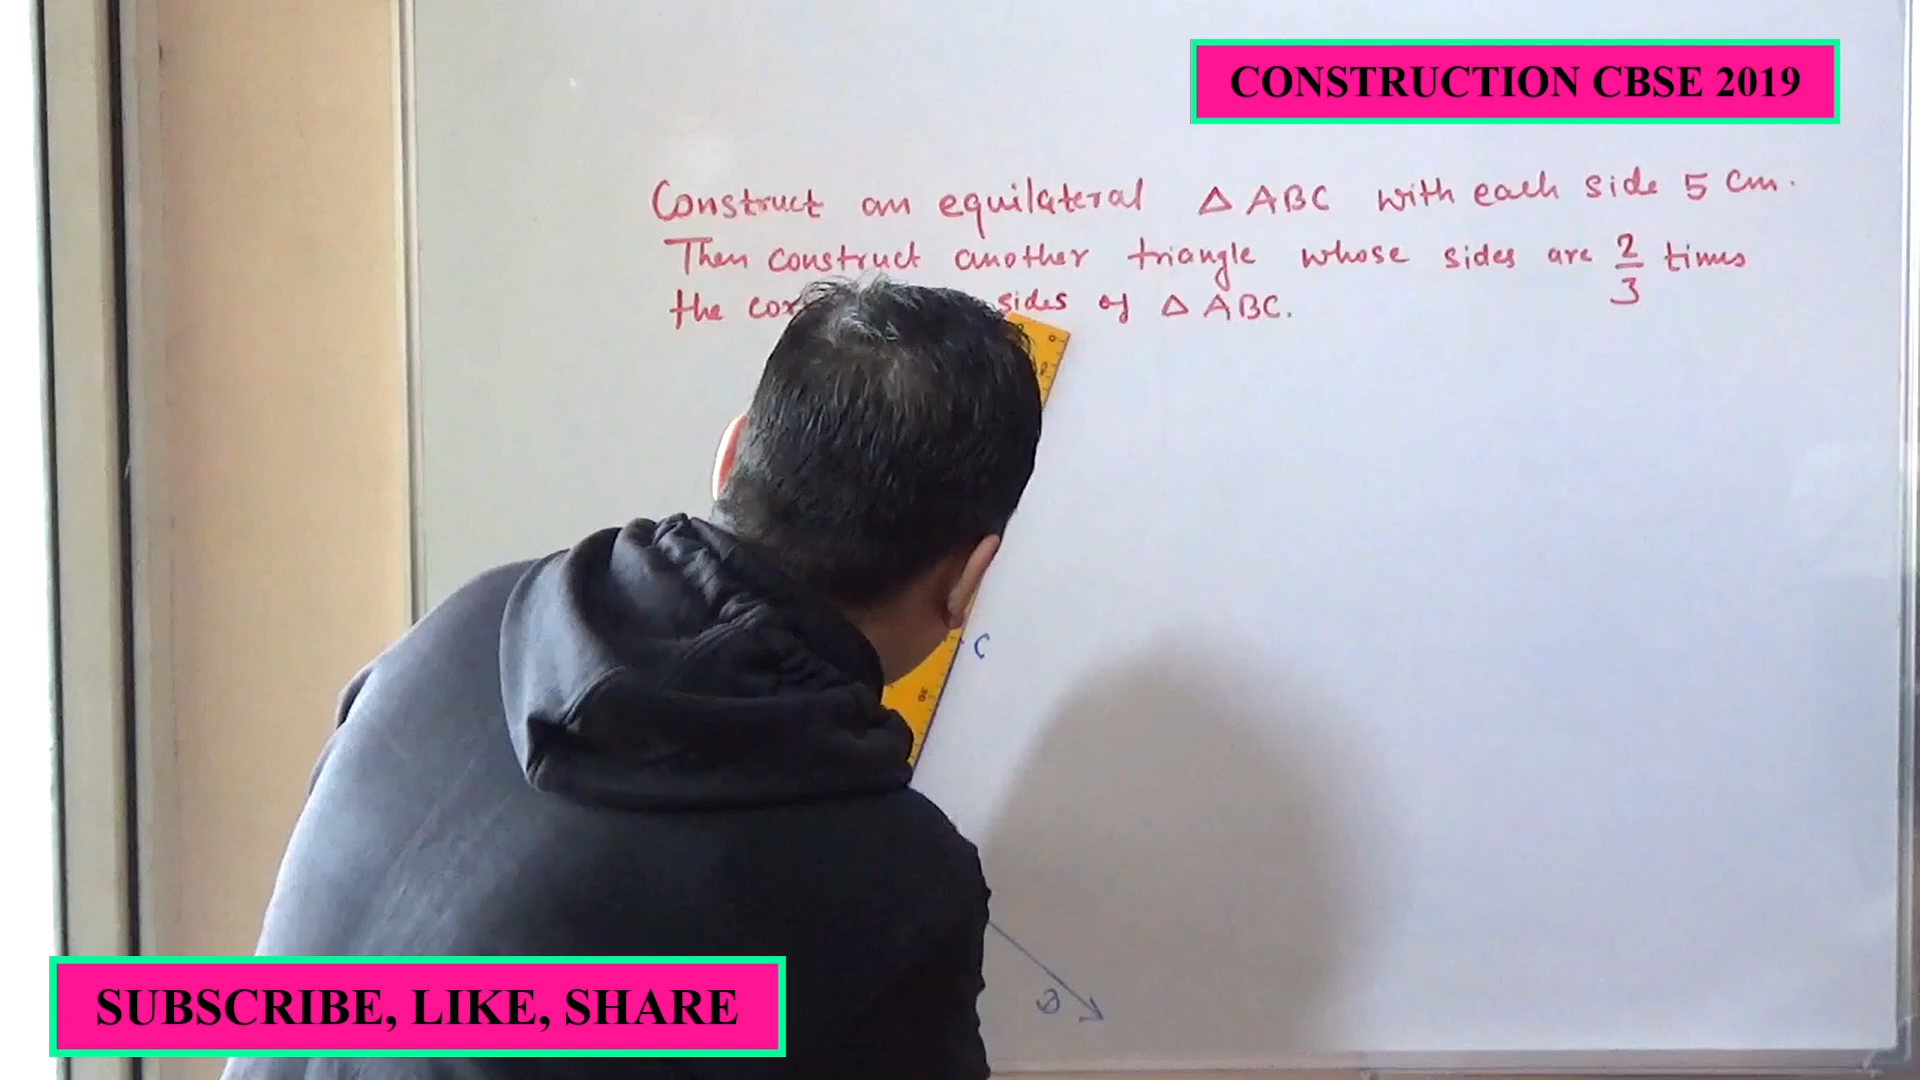 CONSTRUCTION CBSE 2019
Construct an equilateral △ ABC with each side 5 cm.
Then construct another triangle whose sides are 2/3 times
the sides of △ ABC.
C
SUBSCRIBE, LIKE, SHARE